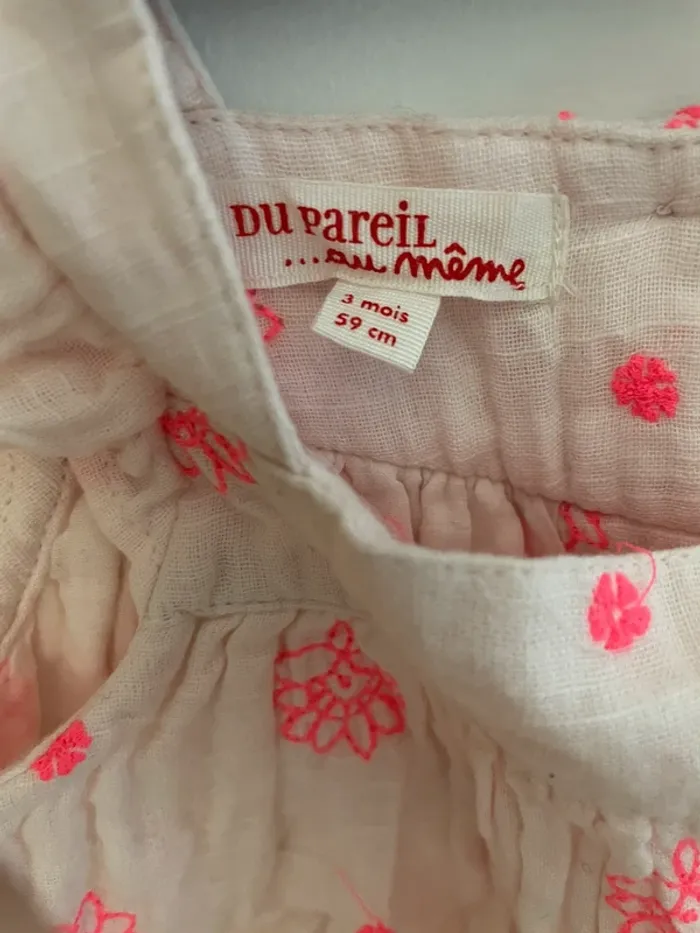 DU PareiL
...au même
3 mois
59 cm